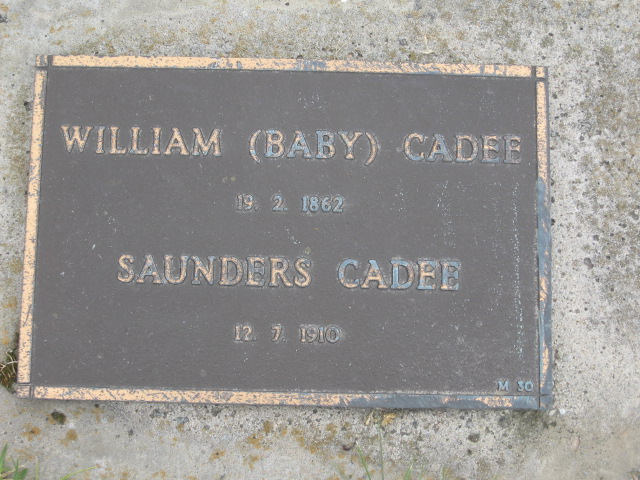 WILLIAM (BABY) CADEE
19. 2. 1862
SAUNDERS CADEE
12. 7. 1910
M 30